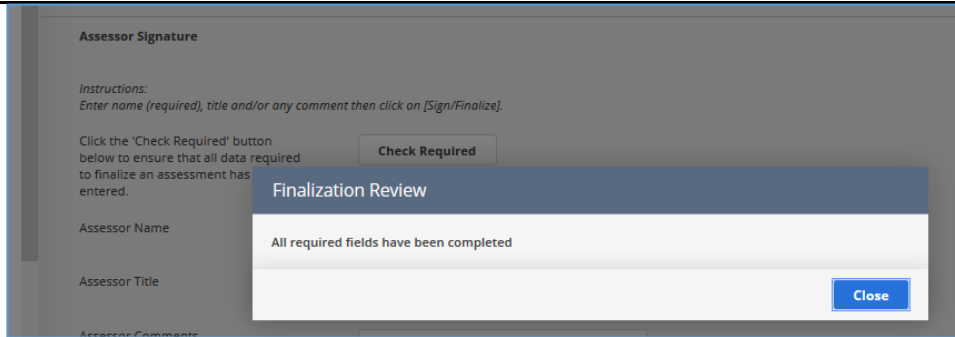 Assessor Signature
Instructions:
Enter name (required), title and/or any comment then click on [Sign/Finalize].
Click the 'Check Required' button
below to ensure that all data required
to finalize an assessment has
entered.
Check Required
Finalization Review
All required fields have been completed
Close
Assessor Name
Assessor Title
Assessor Comments